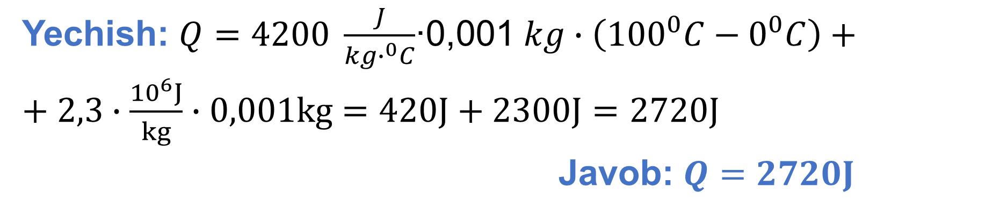 Yechish: Q = 4200 J/(kg·⁰C) ·0,001 kg · (100⁰C − 0⁰C) +
+ 2,3 · 10⁶J/kg · 0,001kg = 420J + 2300J = 2720J
Javob: Q = 2720J